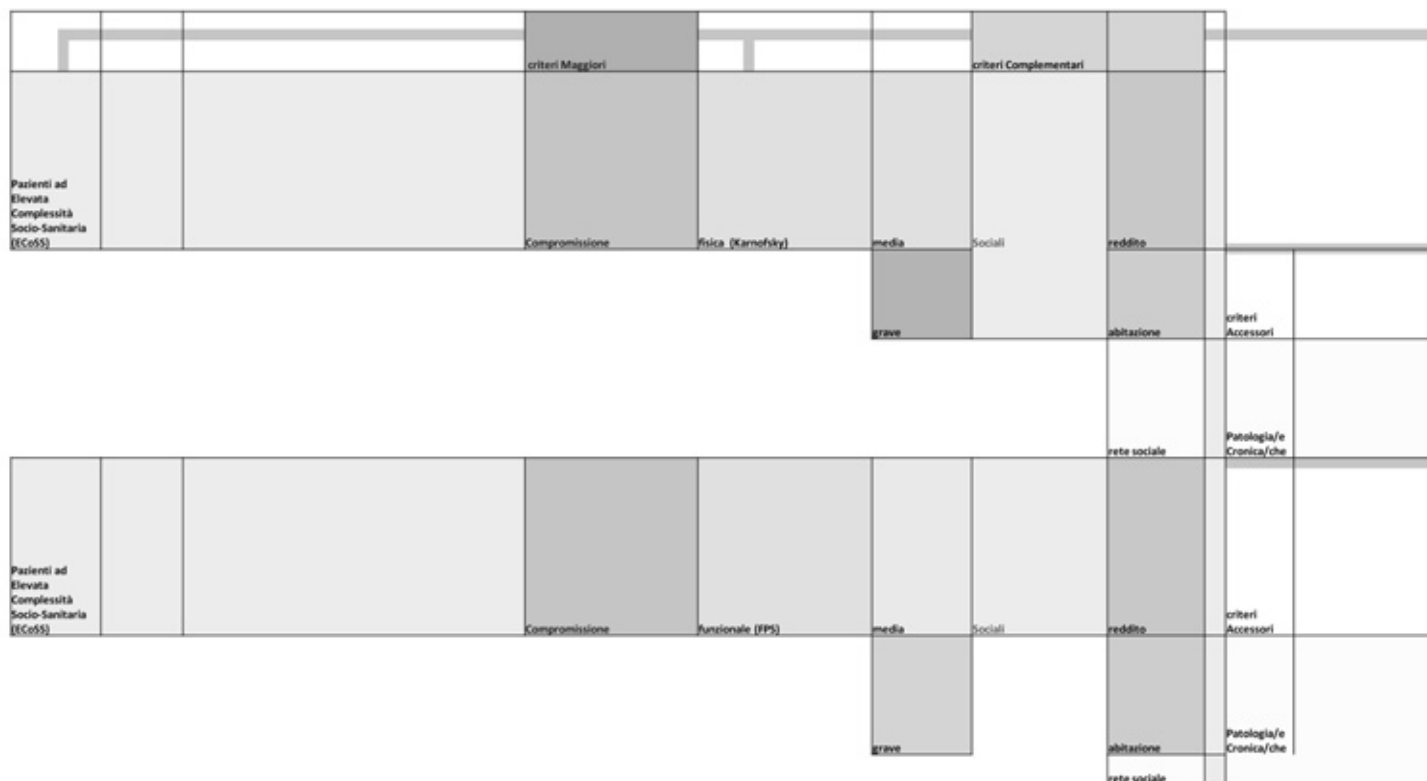 criteri Maggiori
criteri Complementari
Pazienti ad
Elevata
Complessità
Socio-Sanitaria
(ECoSS)
Compromissione
fisica (Karnofsky)
media
Sociali
reddito
grave
abitazione
criteri
Accessori
rete sociale
Patologia/e
Cronica/che
Pazienti ad
Elevata
Complessità
Socio-Sanitaria
(ECoSS)
Compromissione
funzionale (FPS)
media
Sociali
reddito
criteri
Accessori
grave
abitazione
Patologia/e
Cronica/che
rete sociale